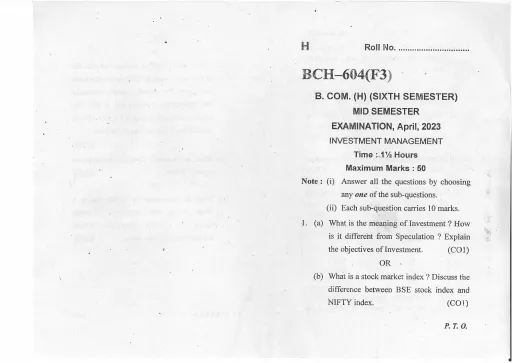 H Roll No. ..............................
BCH–604(F3)
B. COM. (H) (SIXTH SEMESTER)
MID SEMESTER
EXAMINATION, April, 2023
INVESTMENT MANAGEMENT
Time : 1½ Hours
Maximum Marks : 50
Note : (i) Answer all the questions by choosing
any one of the sub-questions.
(ii) Each sub-question carries 10 marks.
1. (a) What is the meaning of Investment ? How
is it different from Speculation ? Explain
the objectives of Investment. (CO1)
OR
(b) What is a stock market index ? Discuss the
difference between BSE stock index and
NIFTY index. (CO1)
P. T. O.